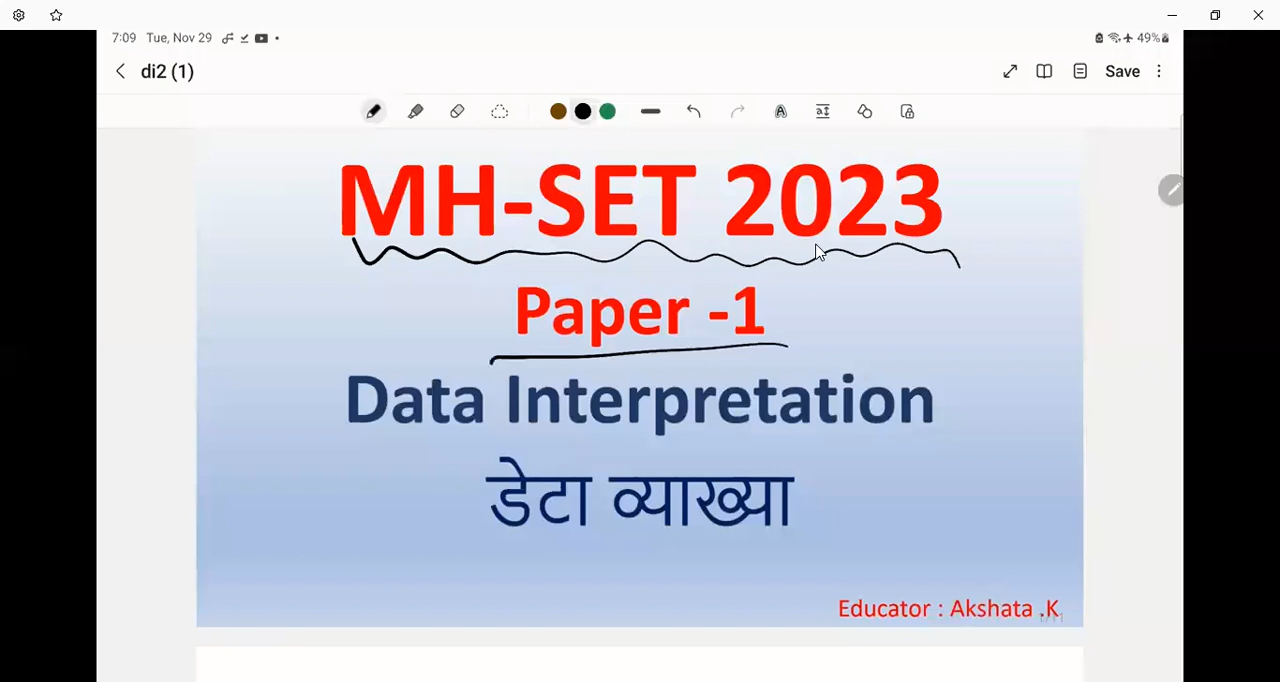 7:09 Tue, Nov 29
49%
di2 (1)
Save
MH-SET 2023
Paper -1
Data Interpretation
डेटा व्याख्या
Educator : Akshata .K